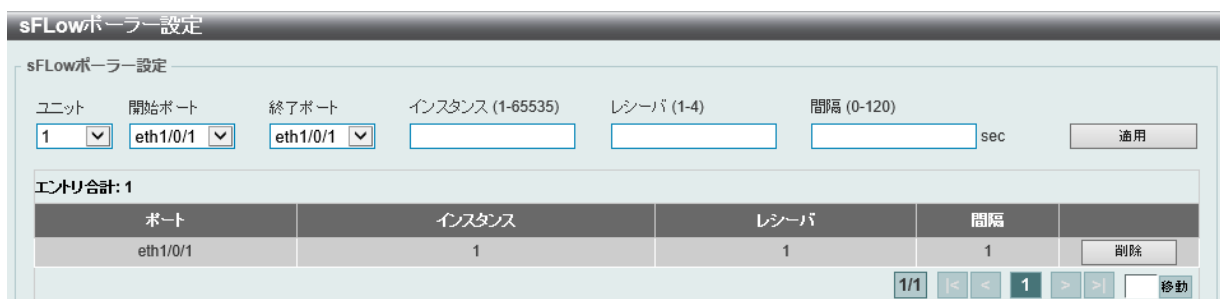 sFLowポーラー設定
sFLowポーラー設定
ユニット 開始ポート 終了ポート インスタンス (1-65535) レシーバ (1-4) 間隔 (0-120)
1 eth1/0/1 eth1/0/1 sec 適用
エントリ合計: 1
ポート インスタンス レシーバ 間隔
eth1/0/1 1 1 1 削除
1/1 |< < 1 > >| 移動